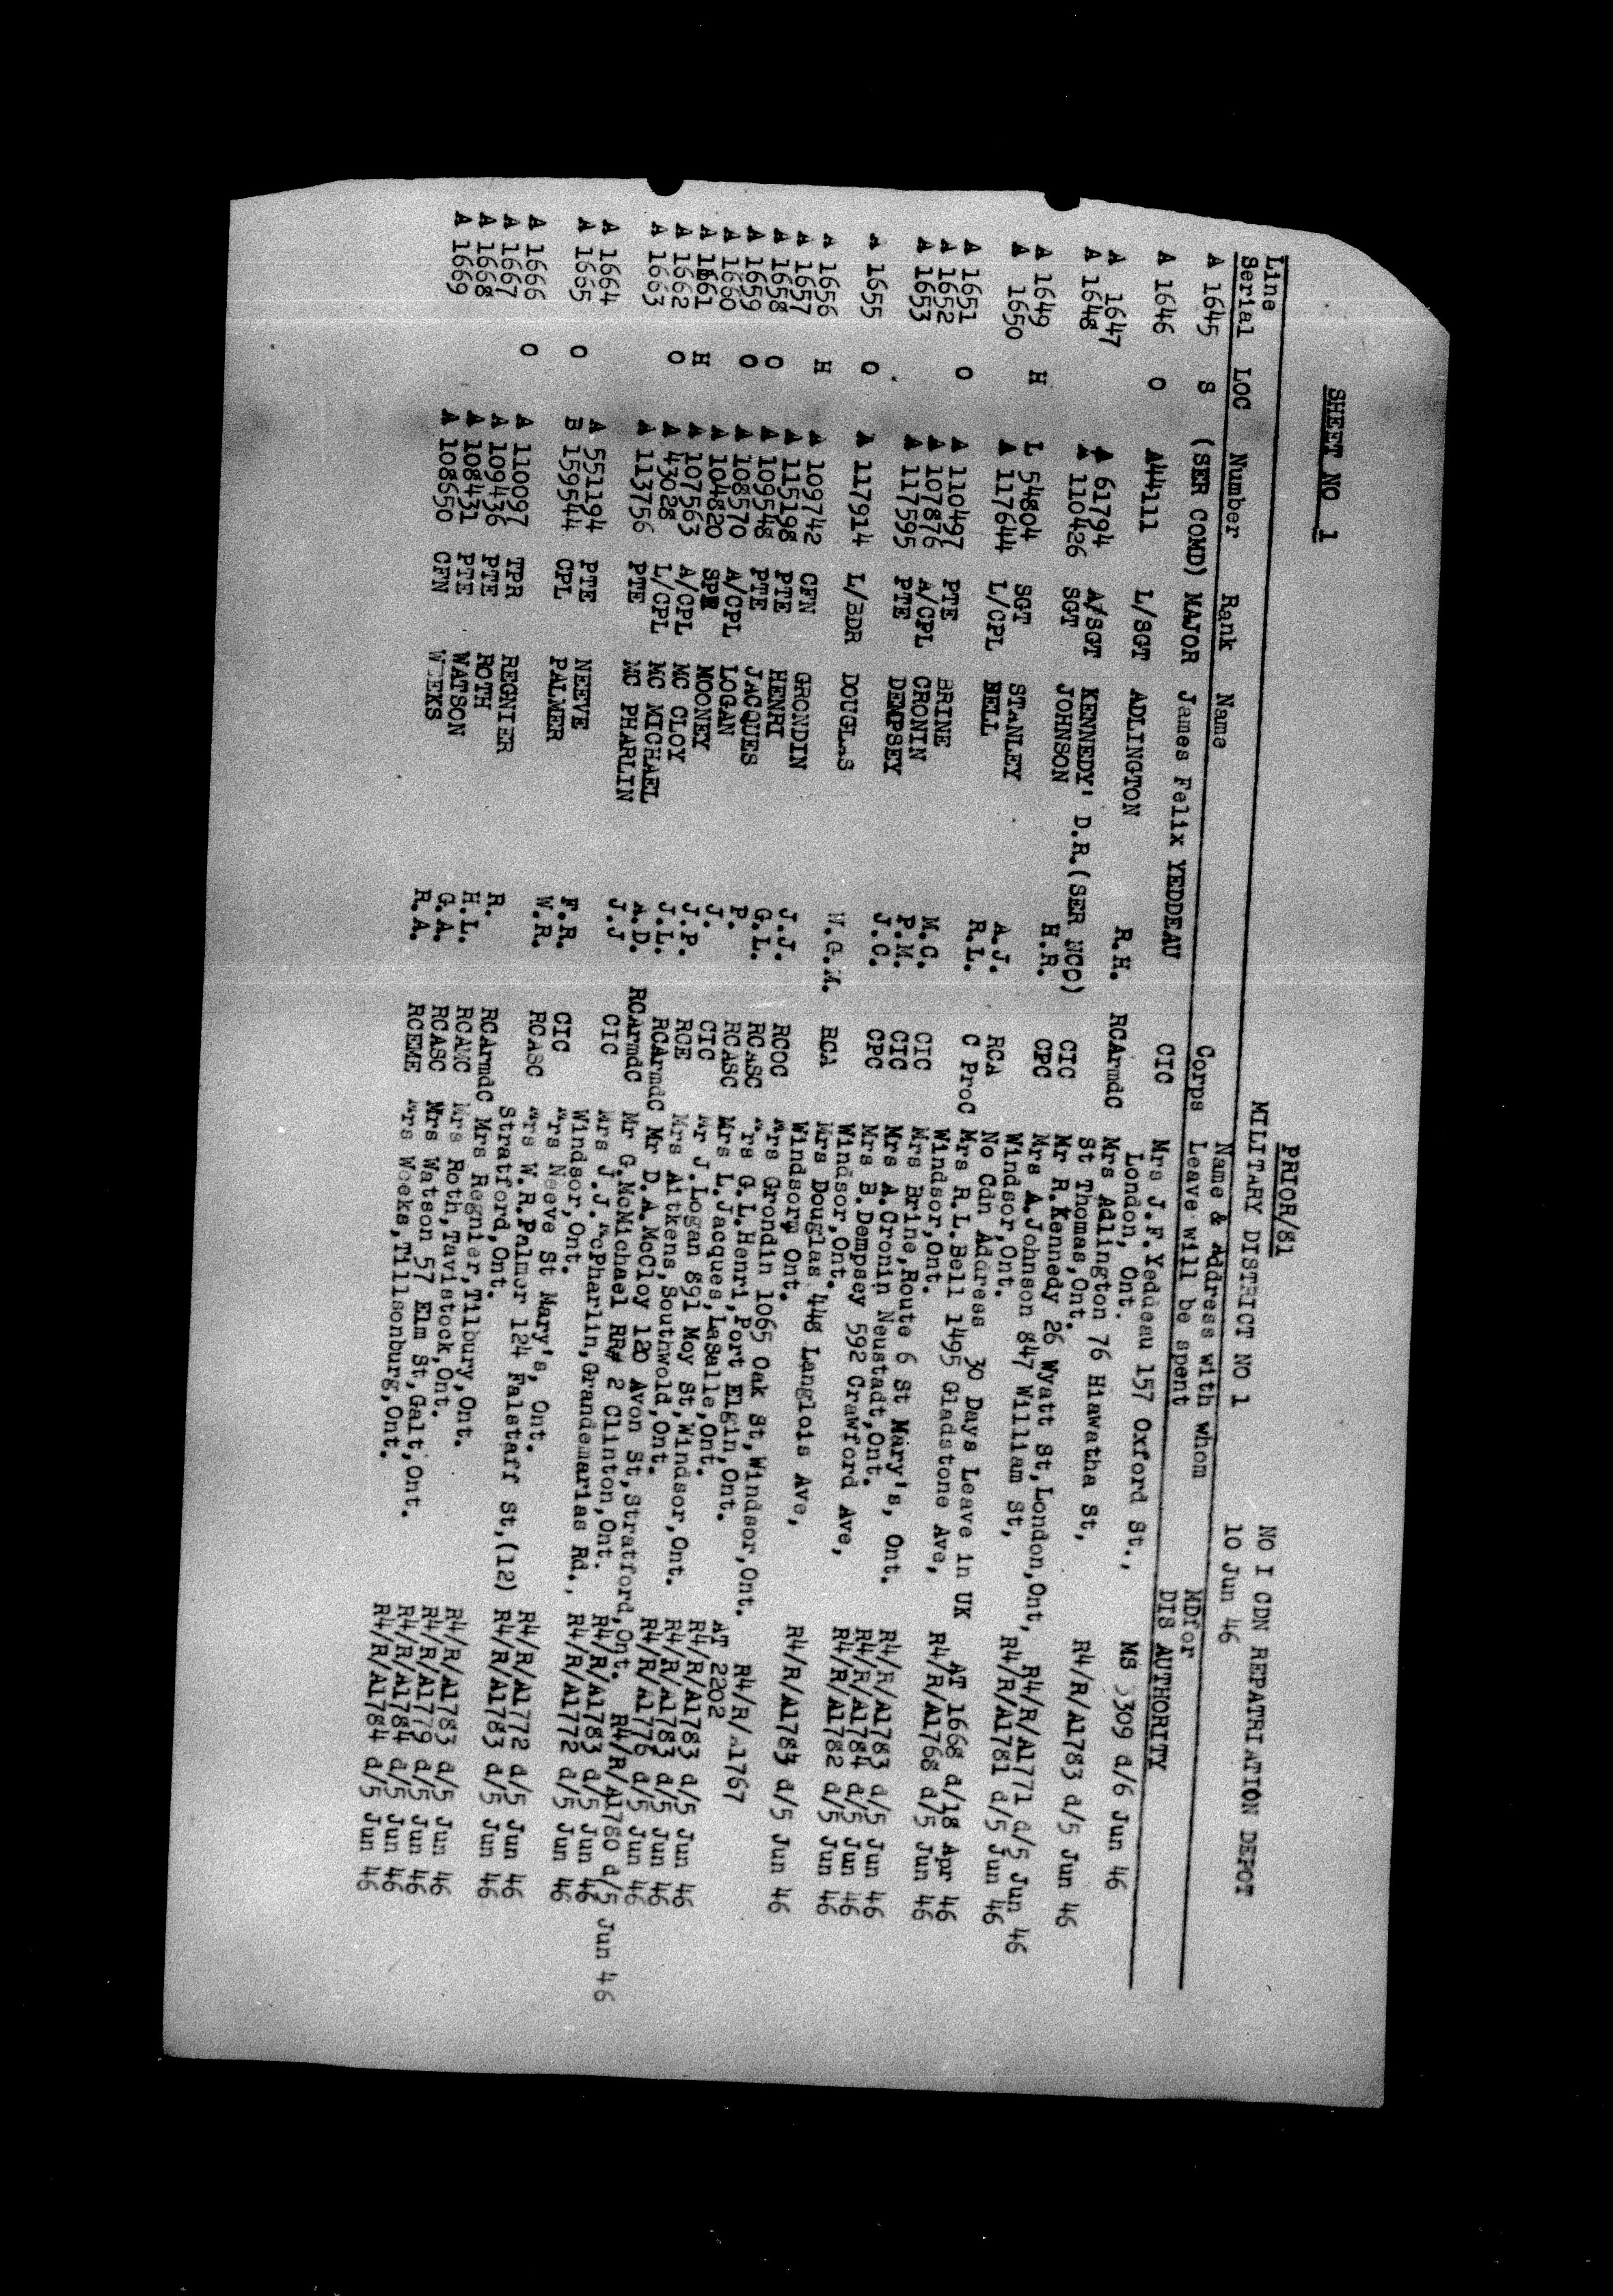 SHEET NO 1
PRIOR/81
MILITARY DISTRICT NO 1 NO I CDN REPATRIATION DEPOT
10 Jun 46
Line Name & Address with whom MDfor
Serial LOC Number Rank Name Corps Leave will be spent DIS AUTHORITY
A 1645 S (SER COMD) MAJOR James Felix YEDDEAU CIC Mrs J.F.Yeddeau 157 Oxford St., MS 309 d/6 Jun 46
London, Ont.
A 1646 O A44111 L/SGT ADLINGTON R.H. RCArmdC Mrs Adlington 76 Hiawatha St, R4/R/A1783 d/5 Jun 46
St Thomas,Ont.
A 1647 A 61794 A/SGT KENNEDY' D.R.(SER NCO) CIC Mr R.Kennedy 26 Wyatt St,London,Ont, R4/R/A1771 d/5 Jun 46
A 1648 A 110426 SGT JOHNSON H.R. CPC Mrs A.Johnson 847 William St, R4/R/A1781 d/5 Jun 46
Windsor,Ont.
A 1649 H L 54804 SGT STANLEY A.J. RCA No Cdn Address 30 Days Leave in UK AT 1668 d/18 Apr 46
A 1650 A 117644 L/CPL BELL R.L. C ProC Mrs R.L.Bell 1495 Gladstone Ave, R4/R/A1768 d/5 Jun 46
Windsor,Ont.
A 1651 O A 110497 PTE BRINE M.C. CIC Mrs Brine,Route 6 St Mary's, Ont. R4/R/A1783 d/5 Jun 46
A 1652 A 107876 A/CPL CRONIN P.M. CIC Mrs A.Cronin Neustadt,Ont. R4/R/A1784 d/5 Jun 46
A 1653 A 117595 PTE DEMPSEY J.C. CPC Mrs B.Dempsey 592 Crawford Ave, R4/R/A1782 d/5 Jun 46
Windsor,Ont.
A 1655 O A 117914 L/BDR DOUGLAS W.G.M. RCA Mrs Douglas 448 Langlois Ave, R4/R/A1783 d/5 Jun 46
Windsor, Ont.
A 1656 H A 109742 CFN GRONDIN J.J. RCOC Mrs Grondin 1065 Oak St,Windsor,Ont. R4/R/A1767
A 1657 A 115198 PTE HENRI G.L. RCASC Mrs G.L.Henri,Port Elgin,Ont. AT 2202
A 1658 O A 109548 PTE JACQUES P. RCASC Mrs L.Jacques,LaSalle,Ont. R4/R/A1783 d/5 Jun 46
A 1659 O A 108570 A/CPL LOGAN J. CIC Mr J.Logan 891 Moy St,Windsor,Ont. R4/R/A1783 d/5 Jun 46
A 1660 A 104820 SPR MOONEY J.P. RCE Mrs Aitkens,Southwold,Ont. R4/R/A1776 d/5 Jun 46
A 1661 H A 107563 A/CPL MC CLOY J.L. RCArmdC Mr D.A.McCloy 120 Avon St,Stratford,Ont. R4/R/A1780 d/5 Jun 46
A 1662 O A 43028 L/CPL MC MICHAEL A.D. RCArmdC Mr G.McMichael RR# 2 Clinton,Ont. R4/R/A1783 d/5 Jun 46
A 1663 A 113756 PTE MC PHARLIN J.J CIC Mrs J.J.McPharlin,Grandemarias Rd., R4/R/A1772 d/5 Jun 46
Windsor,Ont.
A 1664 A 551194 PTE NEEVE F.R. CIC Mrs Neeve St Mary's, Ont. R4/R/A1772 d/5 Jun 46
A 1665 O B 159544 CPL PALMER W.R. RCASC Mrs W.R.Palmer 124 Falstaff St,(12) R4/R/A1783 d/5 Jun 46
Stratford,Ont.
A 1666 O A 110097 TPR REGNIER R. RCArmdC Mrs Regnier,Tilbury,Ont. R4/R/A1783 d/5 Jun 46
A 1667 A 109436 PTE ROTH H.L. RCAMC Mrs Roth,Tavistock,Ont. R4/R/A1779 d/5 Jun 46
A 1668 A 108431 PTE WATSON G.A. RCASC Mrs Watson 57 Elm St,Galt,Ont. R4/R/A1784 d/5 Jun 46
A 1669 A 108550 CFN WEEKS R.A. RCEME Mrs Weeks,Tillsonburg,Ont. R4/R/A1784 d/5 Jun 46